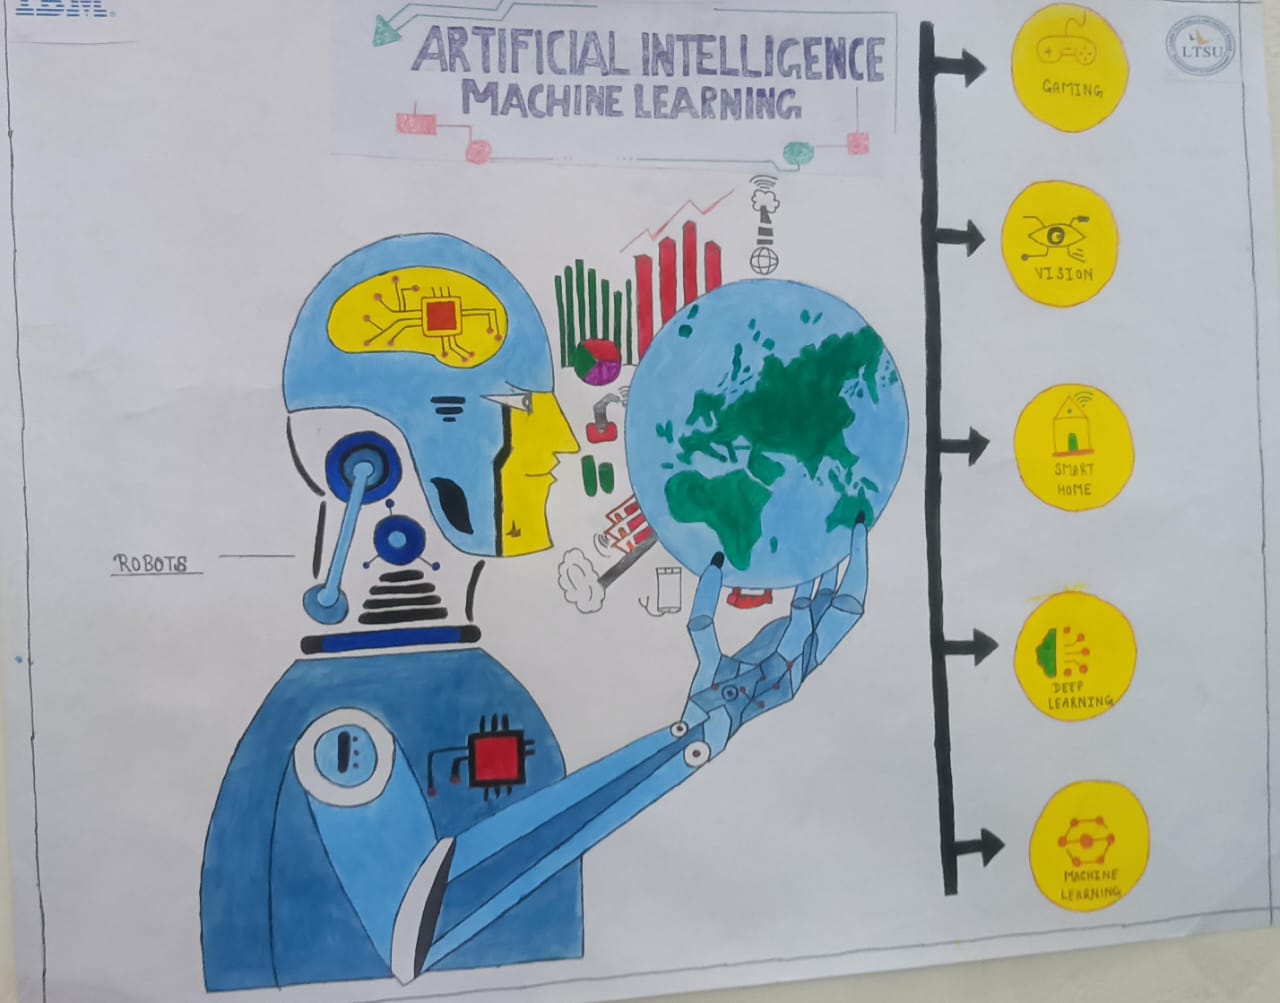 IBM.
ARTIFICIAL INTELLIGENCE
MACHINE LEARNING
LTSU
GAMING
VISION
SMART
HOME
DEEP
LEARNING
MACHINE
LEARNING
ROBOTS